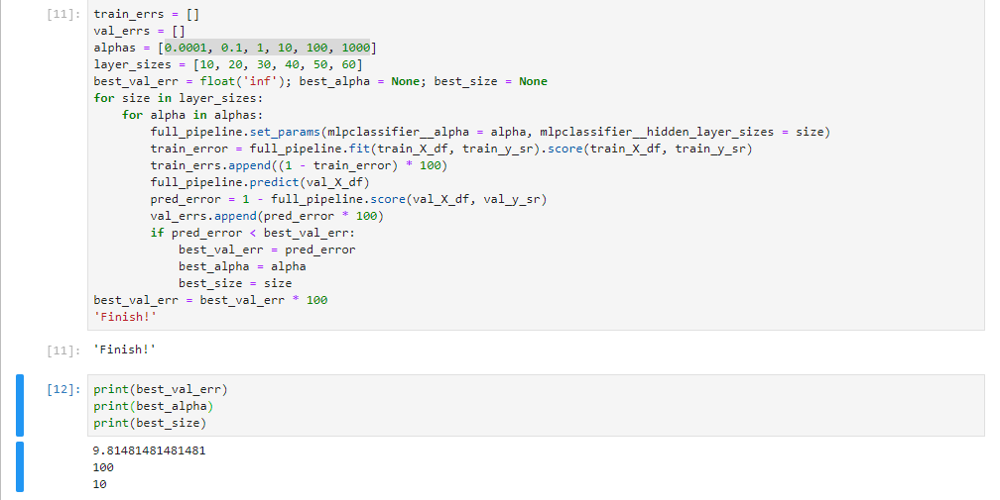 [11]: train_errs = []
val_errs = []
alphas = [0.0001, 0.1, 1, 10, 100, 1000]
layer_sizes = [10, 20, 30, 40, 50, 60]
best_val_err = float('inf'); best_alpha = None; best_size = None
for size in layer_sizes:
    for alpha in alphas:
        full_pipeline.set_params(mlpclassifier__alpha = alpha, mlpclassifier__hidden_layer_sizes = size)
        train_error = full_pipeline.fit(train_X_df, train_y_sr).score(train_X_df, train_y_sr)
        train_errs.append((1 - train_error) * 100)
        full_pipeline.predict(val_X_df)
        pred_error = 1 - full_pipeline.score(val_X_df, val_y_sr)
        val_errs.append(pred_error * 100)
        if pred_error < best_val_err:
            best_val_err = pred_error
            best_alpha = alpha
            best_size = size
best_val_err = best_val_err * 100
'Finish!'
[11]: 'Finish!'
[12]: print(best_val_err)
print(best_alpha)
print(best_size)
9.81481481481481
100
10